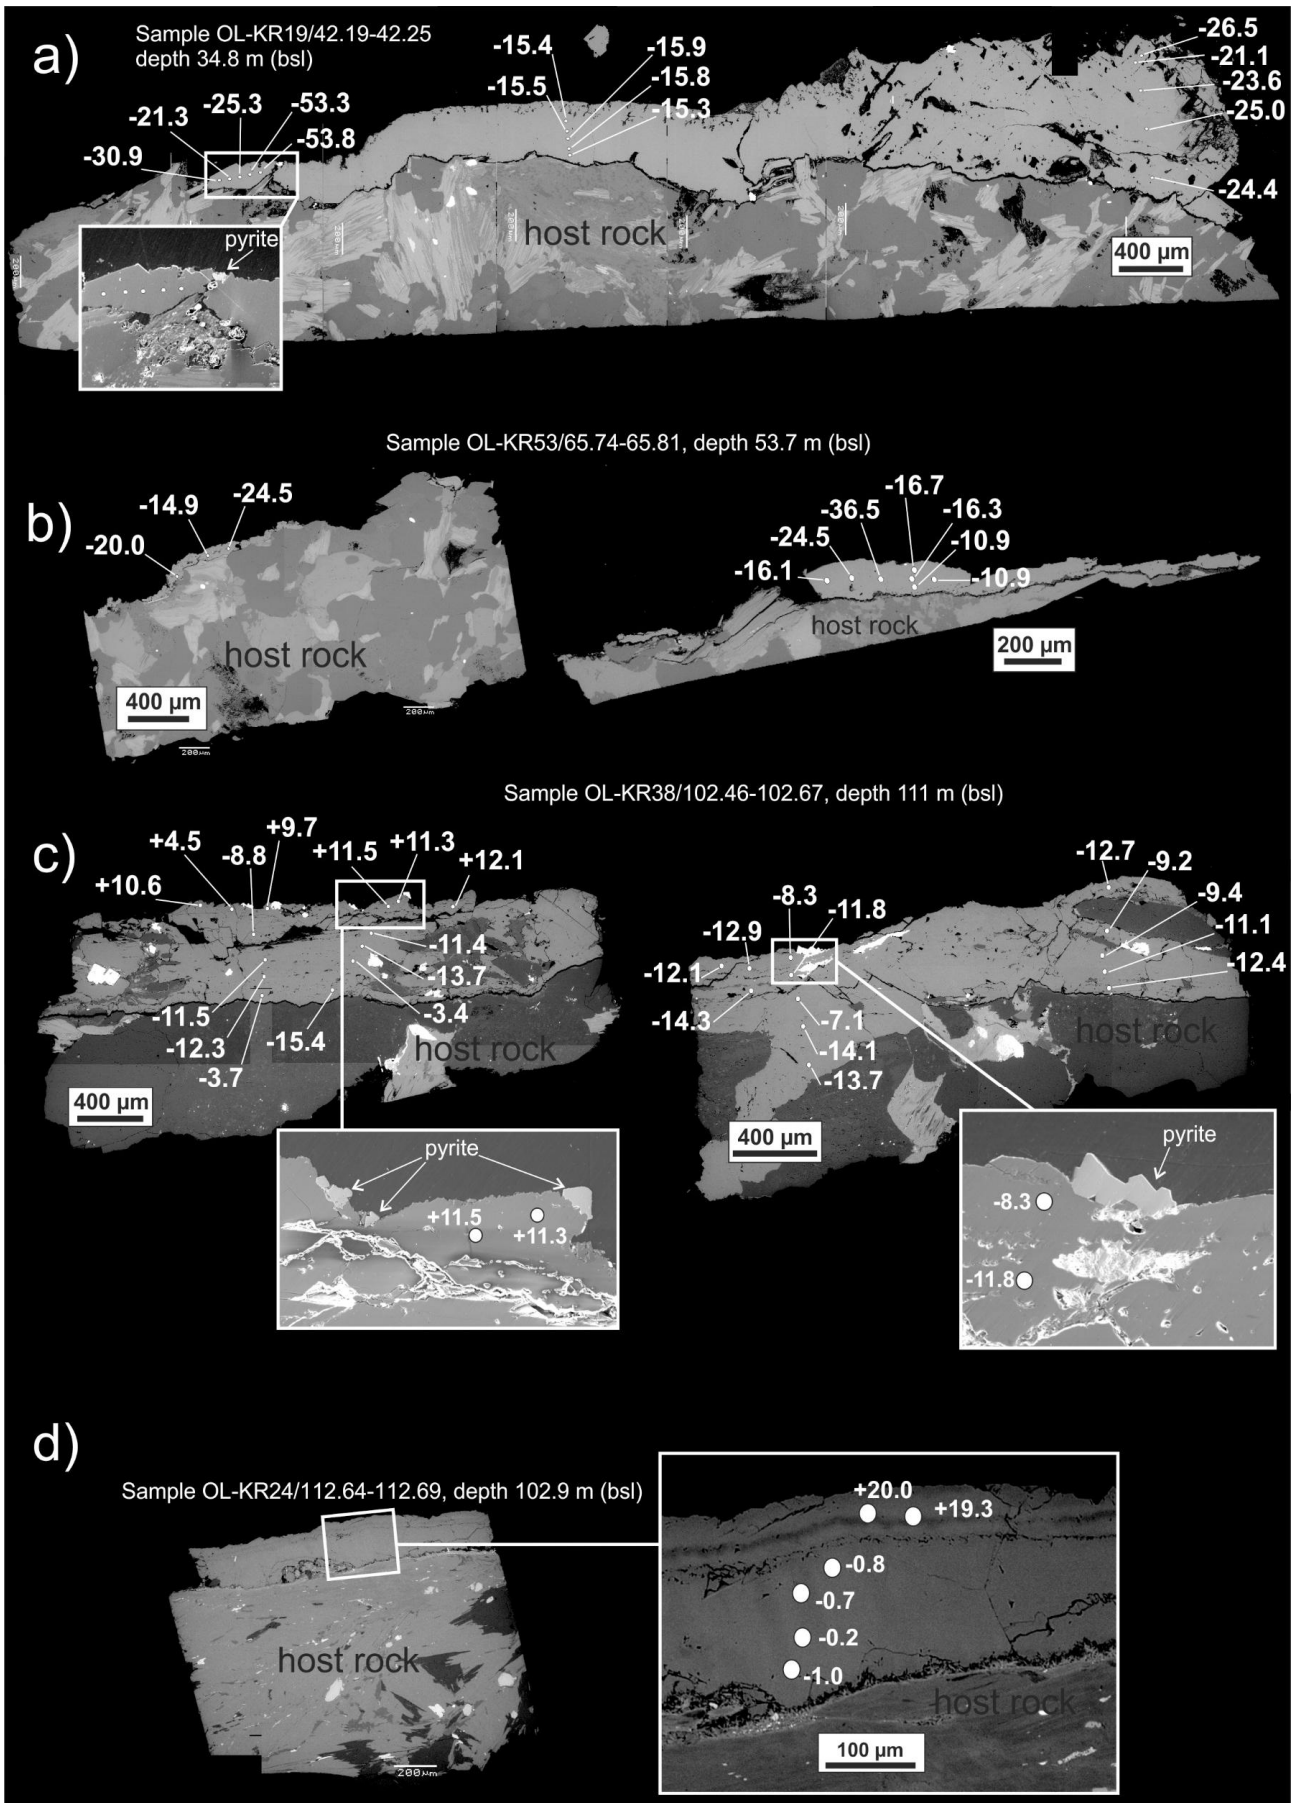 a)
Sample OL-KR19/42.19-42.25
depth 34.8 m (bsl)
-15.4
-15.9
-15.8
-15.5
-15.3
-26.5
-21.1
-23.6
-25.0
-24.4
-21.3
-25.3
-53.3
-53.8
-30.9
pyrite
host rock
200µm
200µm
200µm
200µm
200µm
400 µm
Sample OL-KR53/65.74-65.81, depth 53.7 m (bsl)
b)
-14.9
-24.5
-20.0
host rock
400 µm
200µm
200µm
-16.7
-36.5
-16.3
-24.5
-10.9
-16.1
-10.9
host rock
200 µm
Sample OL-KR38/102.46-102.67, depth 111 m (bsl)
c)
+4.5
+9.7
-8.8
+11.5
+11.3
+12.1
+10.6
-11.4
-13.7
-3.4
-11.5
-12.3
-15.4
-3.7
host rock
400 µm
pyrite
+11.5
+11.3
-12.7
-9.2
-8.3
-9.4
-11.8
-11.1
-12.9
-12.4
-12.1
-14.3
-7.1
-14.1
-13.7
host rock
400 µm
pyrite
-8.3
-11.8
d)
Sample OL-KR24/112.64-112.69, depth 102.9 m (bsl)
host rock
200µm
+20.0
+19.3
-0.8
-0.7
-0.2
-1.0
host rock
100 µm